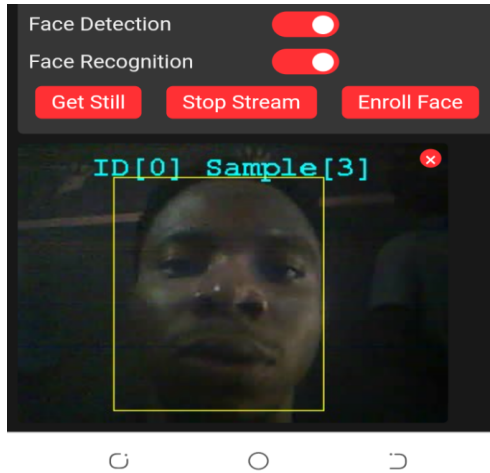 Face Detection
Face Recognition
Get Still Stop Stream Enroll Face
ID[0] Sample[3]